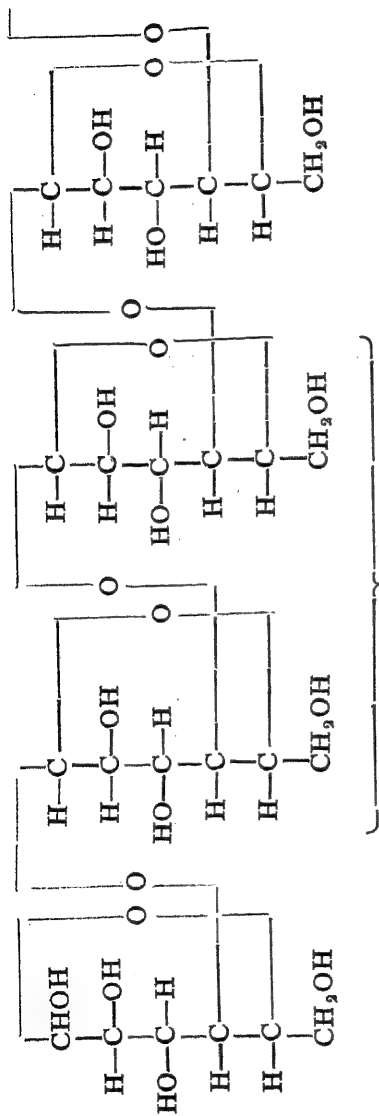 CHOH H—C— H—C— H—C—
H—C—OH H—C—OH O H—C—OH H—C—OH
HO—C—H O O HO—C—H O HO—C—H O O HO—C—H O O
H—C— H—C— H—C— H—C—
H—C— H—C— H—C— H—C—
CH₂OH CH₂OH CH₂OH CH₂OH